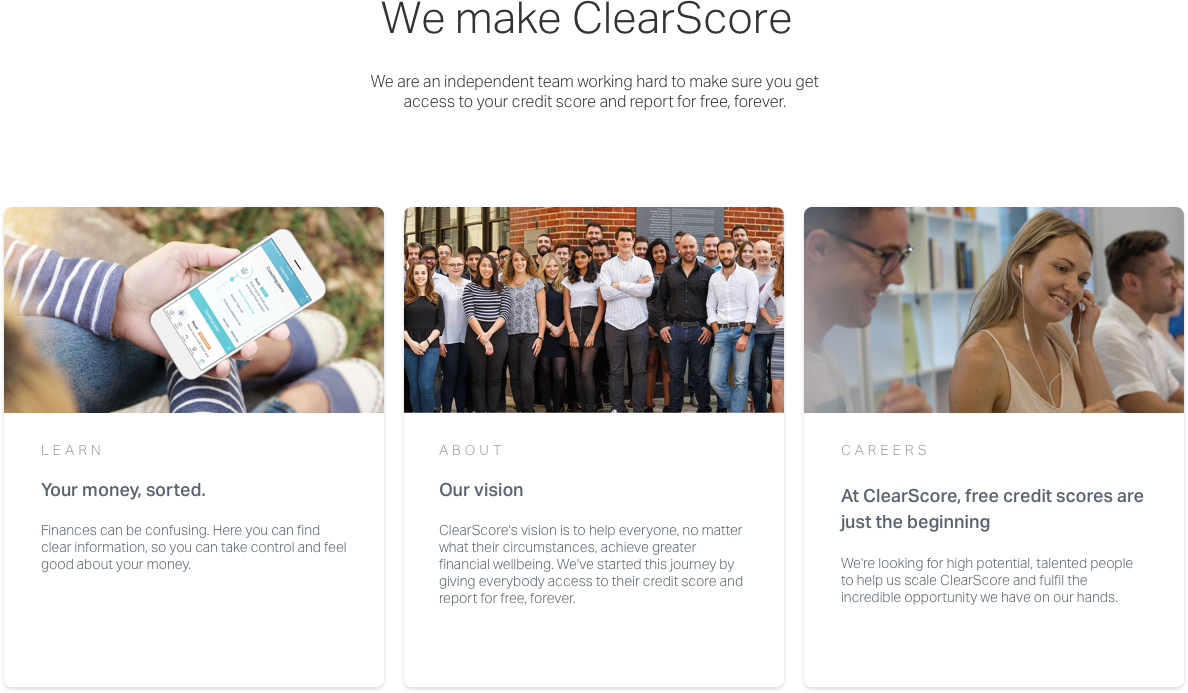 We make ClearScore
We are an independent team working hard to make sure you get
access to your credit score and report for free, forever.
LEARN
Your money, sorted.
Finances can be confusing. Here you can find
clear information, so you can take control and feel
good about your money.
ABOUT
Our vision
ClearScore's vision is to help everyone, no matter
what their circumstances, achieve greater
financial wellbeing. We've started this journey by
giving everybody access to their credit score and
report for free, forever.
CAREERS
At ClearScore, free credit scores are
just the beginning
We're looking for high potential, talented people
to help us scale ClearScore and fulfil the
incredible opportunity we have on our hands.